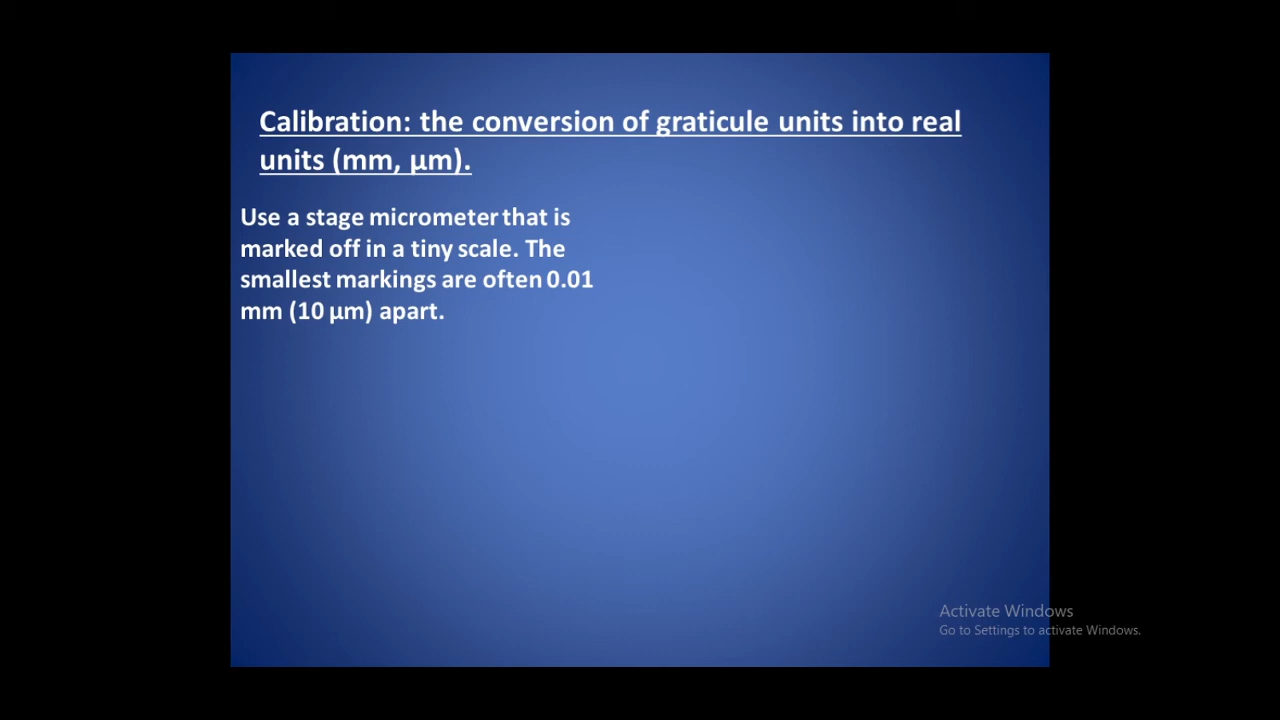 Calibration: the conversion of graticule units into real
units (mm, µm).
Use a stage micrometer that is
marked off in a tiny scale. The
smallest markings are often 0.01
mm (10 µm) apart.
Activate Windows
Go to Settings to activate Windows.